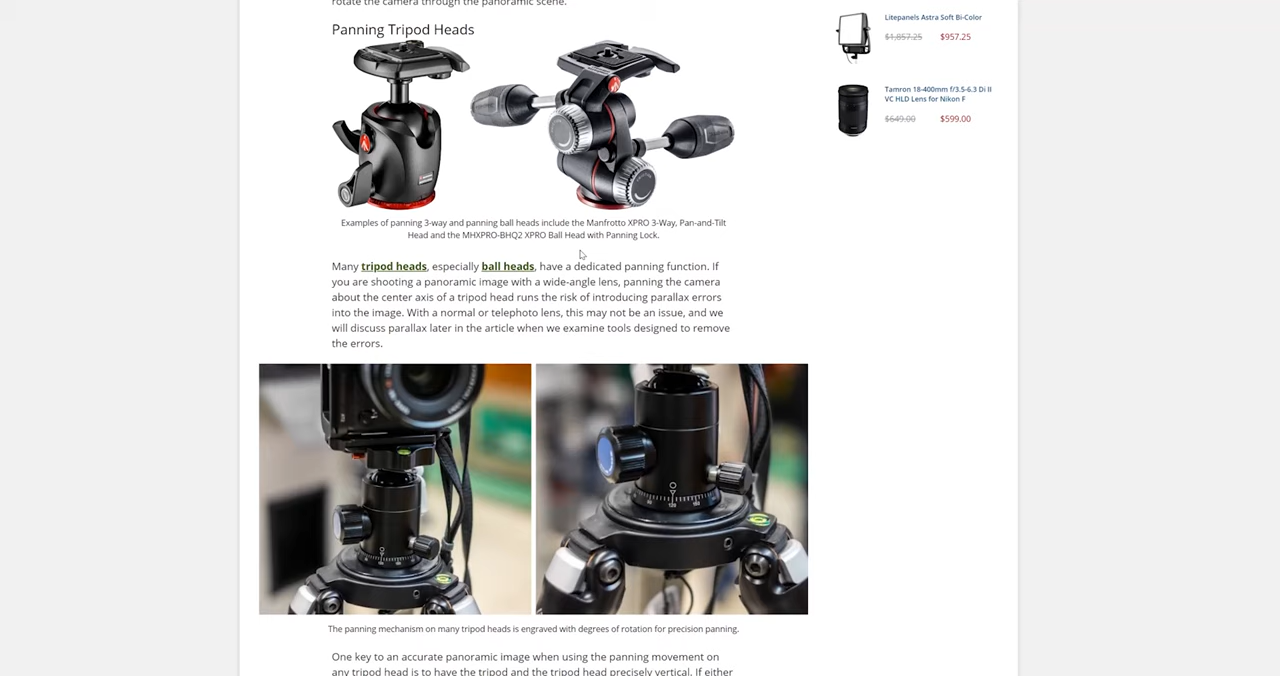 rotate the camera through the panoramic scene.
Panning Tripod Heads
Examples of panning 3-way and panning ball heads include the Manfrotto XPRO 3-Way, Pan-and-Tilt
Head and the MHXPRO-BHQ2 XPRO Ball Head with Panning Lock.
Many tripod heads, especially ball heads, have a dedicated panning function. If
you are shooting a panoramic image with a wide-angle lens, panning the camera
about the center axis of a tripod head runs the risk of introducing parallax errors
into the image. With a normal or telephoto lens, this may not be an issue, and we
will discuss parallax later in the article when we examine tools designed to remove
the errors.
The panning mechanism on many tripod heads is engraved with degrees of rotation for precision panning.
One key to an accurate panoramic image when using the panning movement on
any tripod head is to have the tripod and the tripod head precisely vertical. If either
Litepanels Astra Soft Bi-Color
$1,857.25 $957.25
Tamron 18-400mm f/3.5-6.3 Di II
VC HLD Lens for Nikon F
$649.00 $599.00